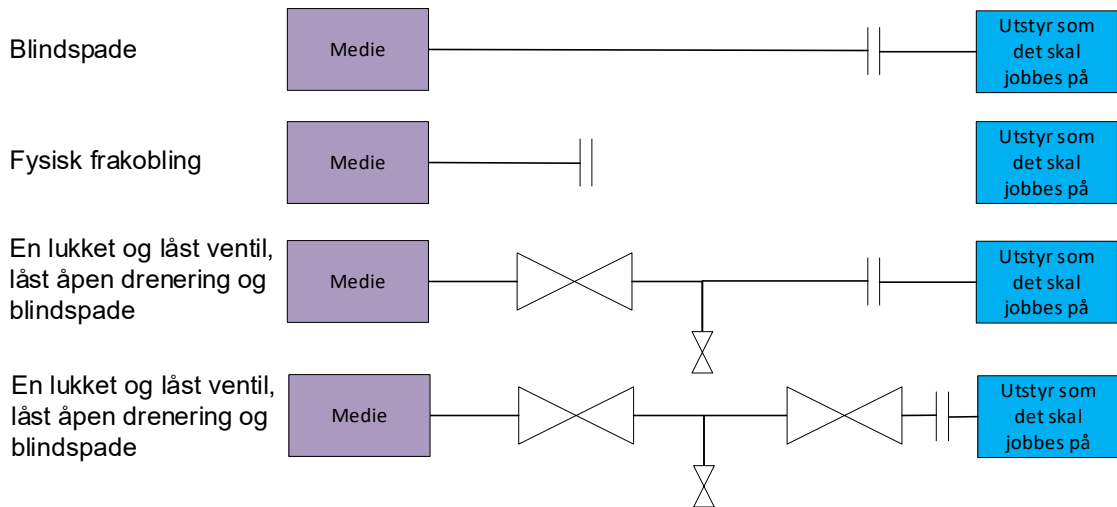 Blindspade
Medie
Utstyr som
det skal
jobbes på
Fysisk frakobling
Medie
Utstyr som
det skal
jobbes på
En lukket og låst ventil,
låst åpen drenering og
blindspade
Medie
Utstyr som
det skal
jobbes på
En lukket og låst ventil,
låst åpen drenering og
blindspade
Medie
Utstyr som
det skal
jobbes på